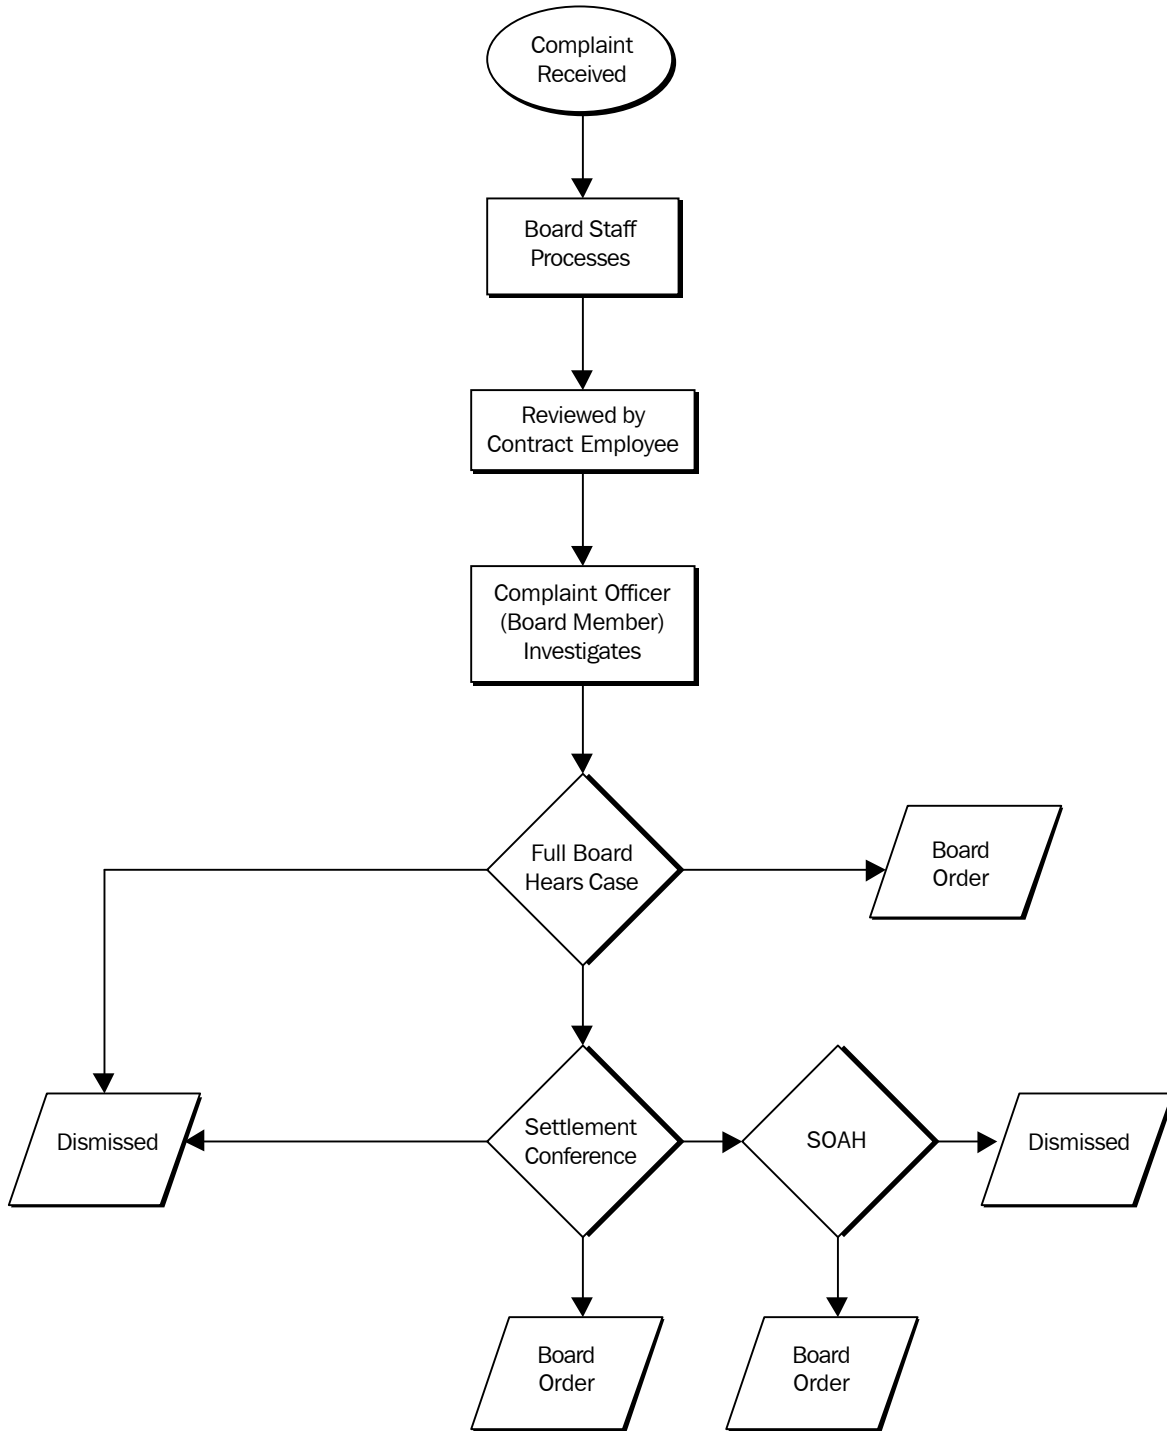 Complaint
Received
Board Staff
Processes
Reviewed by
Contract Employee
Complaint Officer
(Board Member)
Investigates
Full Board
Hears Case
Board
Order
Dismissed
Settlement
Conference
SOAH
Dismissed
Board
Order
Board
Order